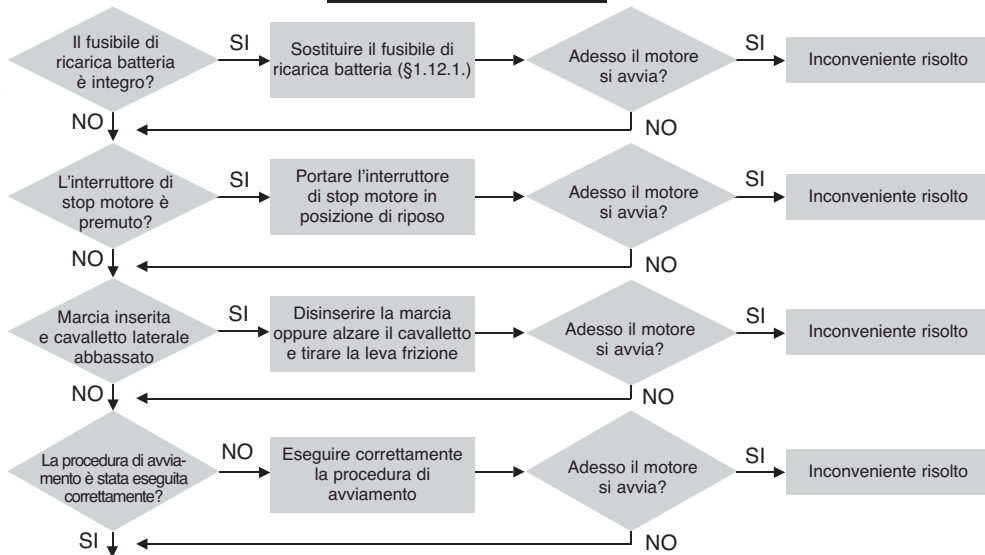 Il fusibile di
ricarica batteria
è integro?
SI
Sostituire il fusibile di
ricarica batteria (§1.12.1.)
Adesso il motore
si avvia?
SI
Inconveniente risolto
NO
NO
L’interruttore di
stop motore è
premuto?
SI
Portare l’interruttore
di stop motore in
posizione di riposo
Adesso il motore
si avvia?
SI
Inconveniente risolto
NO
NO
Marcia inserita
e cavalletto laterale
abbassato
SI
Disinserire la marcia
oppure alzare il cavalletto
e tirare la leva frizione
Adesso il motore
si avvia?
SI
Inconveniente risolto
NO
NO
La procedura di avvia-
mento è stata eseguita
correttamente?
NO
Eseguire correttamente
la procedura di
avviamento
Adesso il motore
si avvia?
SI
Inconveniente risolto
SI
NO